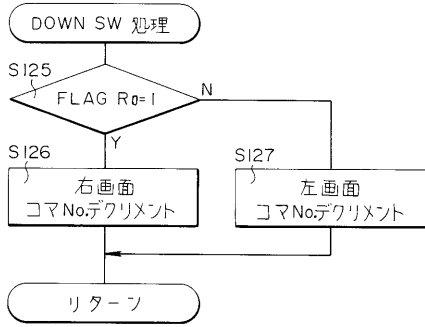 DOWN SW 処理
S125
FLAG R0=1
N
Y
S126
右画面
コマNo.デクリメント
S127
左画面
コマNo.デクリメント
リターン